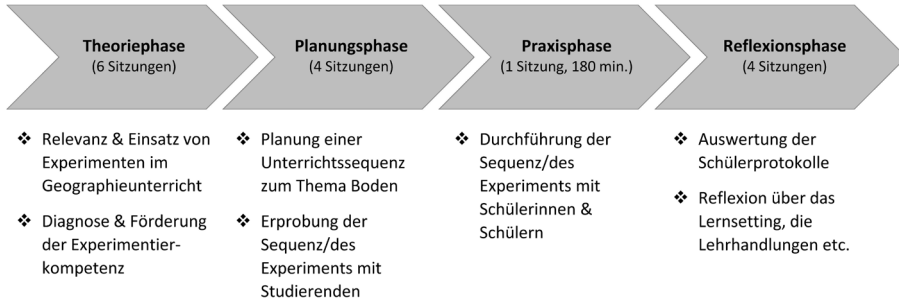 Theoriephase
(6 Sitzungen)
❖ Relevanz & Einsatz von
Experimenten im
Geographieunterricht
❖ Diagnose & Förderung
der Experimentier-
kompetenz
Planungsphase
(4 Sitzungen)
❖ Planung einer
Unterrichtssequenz
zum Thema Boden
❖ Erprobung der
Sequenz/des
Experiments mit
Studierenden
Praxisphase
(1 Sitzung, 180 min.)
❖ Durchführung der
Sequenz/des
Experiments mit
Schülerinnen &
Schülern
Reflexionsphase
(4 Sitzungen)
❖ Auswertung der
Schülerprotokolle
❖ Reflexion über das
Lernsetting, die
Lehrhandlungen etc.